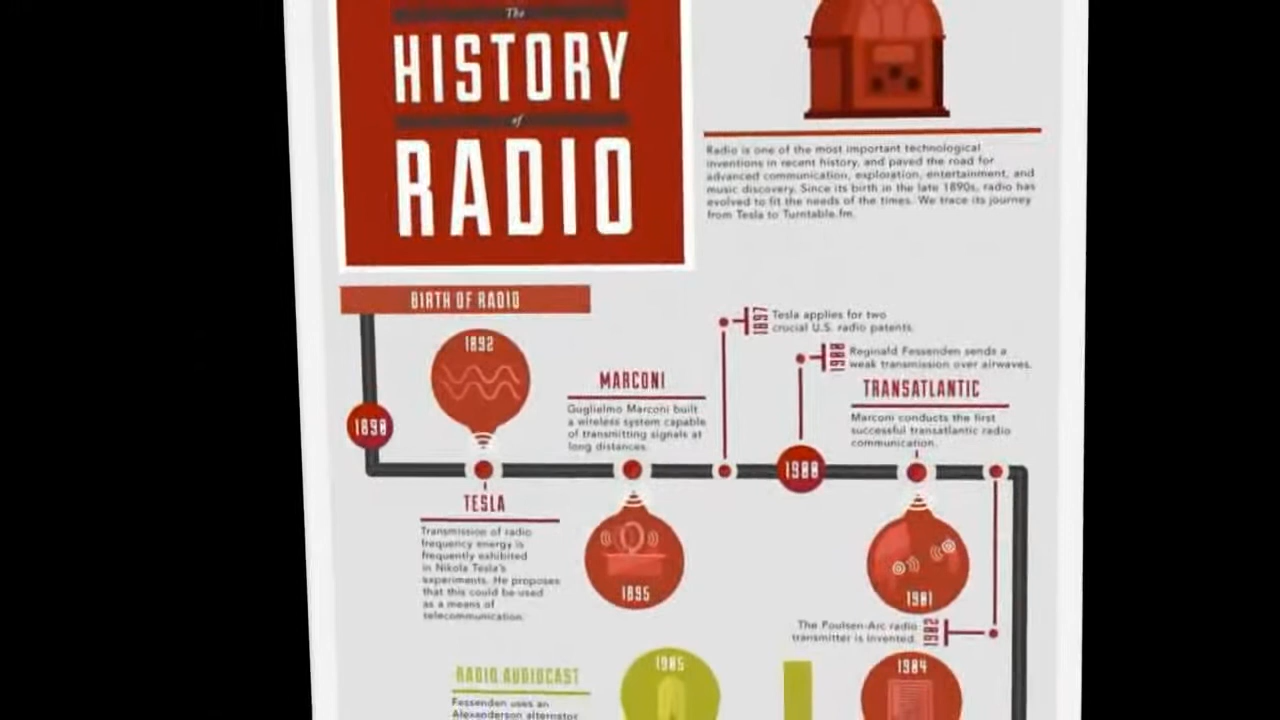 The
HISTORY
of
RADIO
Radio is one of the most important technological
inventions in recent history, and paved the road for
advanced communication, exploration, entertainment, and
music discovery. Since its birth in the late 1890s, radio has
evolved to fit the needs of the times. We trace its journey
from Tesla to Turntable.fm.
BIRTH OF RADIO
1890
1892
TESLA
Transmission of radio
frequency energy is
frequently exhibited
in Nikola Tesla's
experiments. He proposes
that this could be used
as a means of
telecommunication.
MARCONI
Guglielmo Marconi built
a wireless system capable
of transmitting signals at
long distances.
1895
1897
Tesla applies for two
crucial U.S. radio patents.
1900
Reginald Fessenden sends a
weak transmission over airwaves.
1900
TRANSATLANTIC
Marconi conducts the first
successful transatlantic radio
communication.
1901
The Poulsen-Arc radio
transmitter is invented.
1902
RADIO AUDIOCAST
Fessenden uses an
Alexanderson alternator
1905
1904